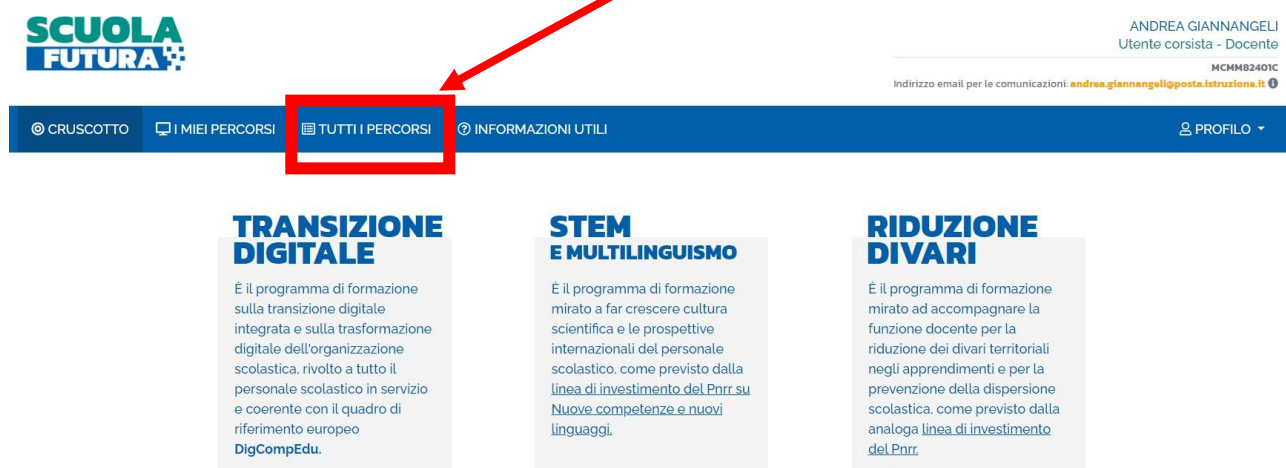 SCUOLA
FUTURA
ANDREA GIANNANGELI
Utente corsista - Docente
MCMM82401C
Indirizzo email per le comunicazioni: andrea.giannangeli@posta.istruzione.it
CRUSCOTTO
I MIEI PERCORSI
TUTTI I PERCORSI
INFORMAZIONI UTILI
PROFILO
TRANSIZIONE
DIGITALE
È il programma di formazione
sulla transizione digitale
integrata e sulla trasformazione
digitale dell'organizzazione
scolastica, rivolto a tutto il
personale scolastico in servizio
e coerente con il quadro di
riferimento europeo
DigCompEdu.
STEM
E MULTILINGUISMO
È il programma di formazione
mirato a far crescere cultura
scientifica e le prospettive
internazionali del personale
scolastico, come previsto dalla
linea di investimento del Pnrr su
Nuove competenze e nuovi
linguaggi.
RIDUZIONE
DIVARI
È il programma di formazione
mirato ad accompagnare la
funzione docente per la
riduzione dei divari territoriali
negli apprendimenti e per la
prevenzione della dispersione
scolastica, come previsto dalla
analoga linea di investimento
del Pnrr.